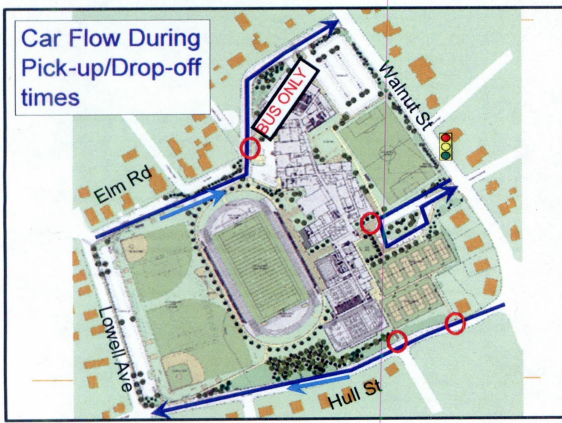 Car Flow During
Pick-up/Drop-off
times
BUS ONLY
Walnut St
Elm Rd
Lowell Ave
Hull St